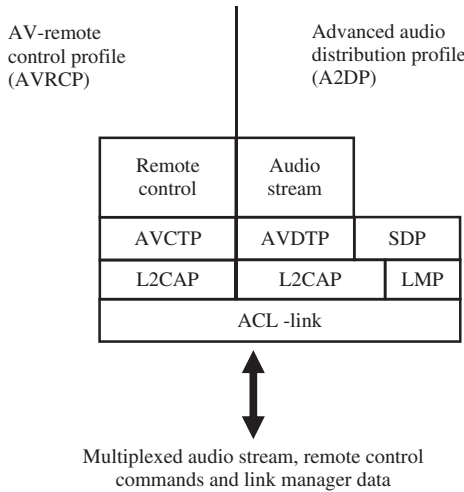 AV-remote
control profile
(AVRCP)
Advanced audio
distribution profile
(A2DP)
Remote
control
Audio
stream
AVCTP
AVDTP
SDP
L2CAP
L2CAP
LMP
ACL -link
Multiplexed audio stream, remote control
commands and link manager data